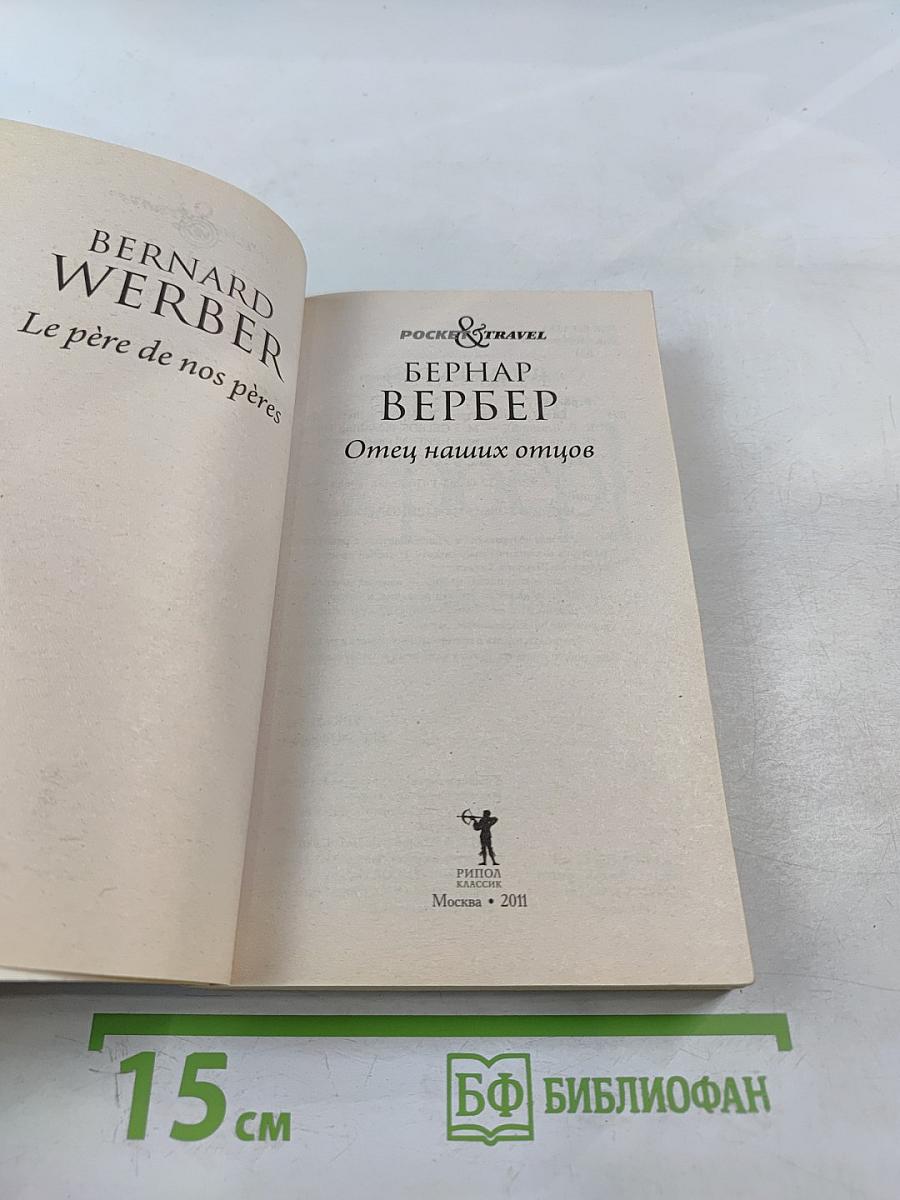 BERNARD
WERBER
Le père de nos pères
POCKET & TRAVEL
БЕРНАР
ВЕРБЕР
Отец наших отцов
РИПОЛ
КЛАССИК
Москва • 2011
15 см
БФ БИБЛИОФАН